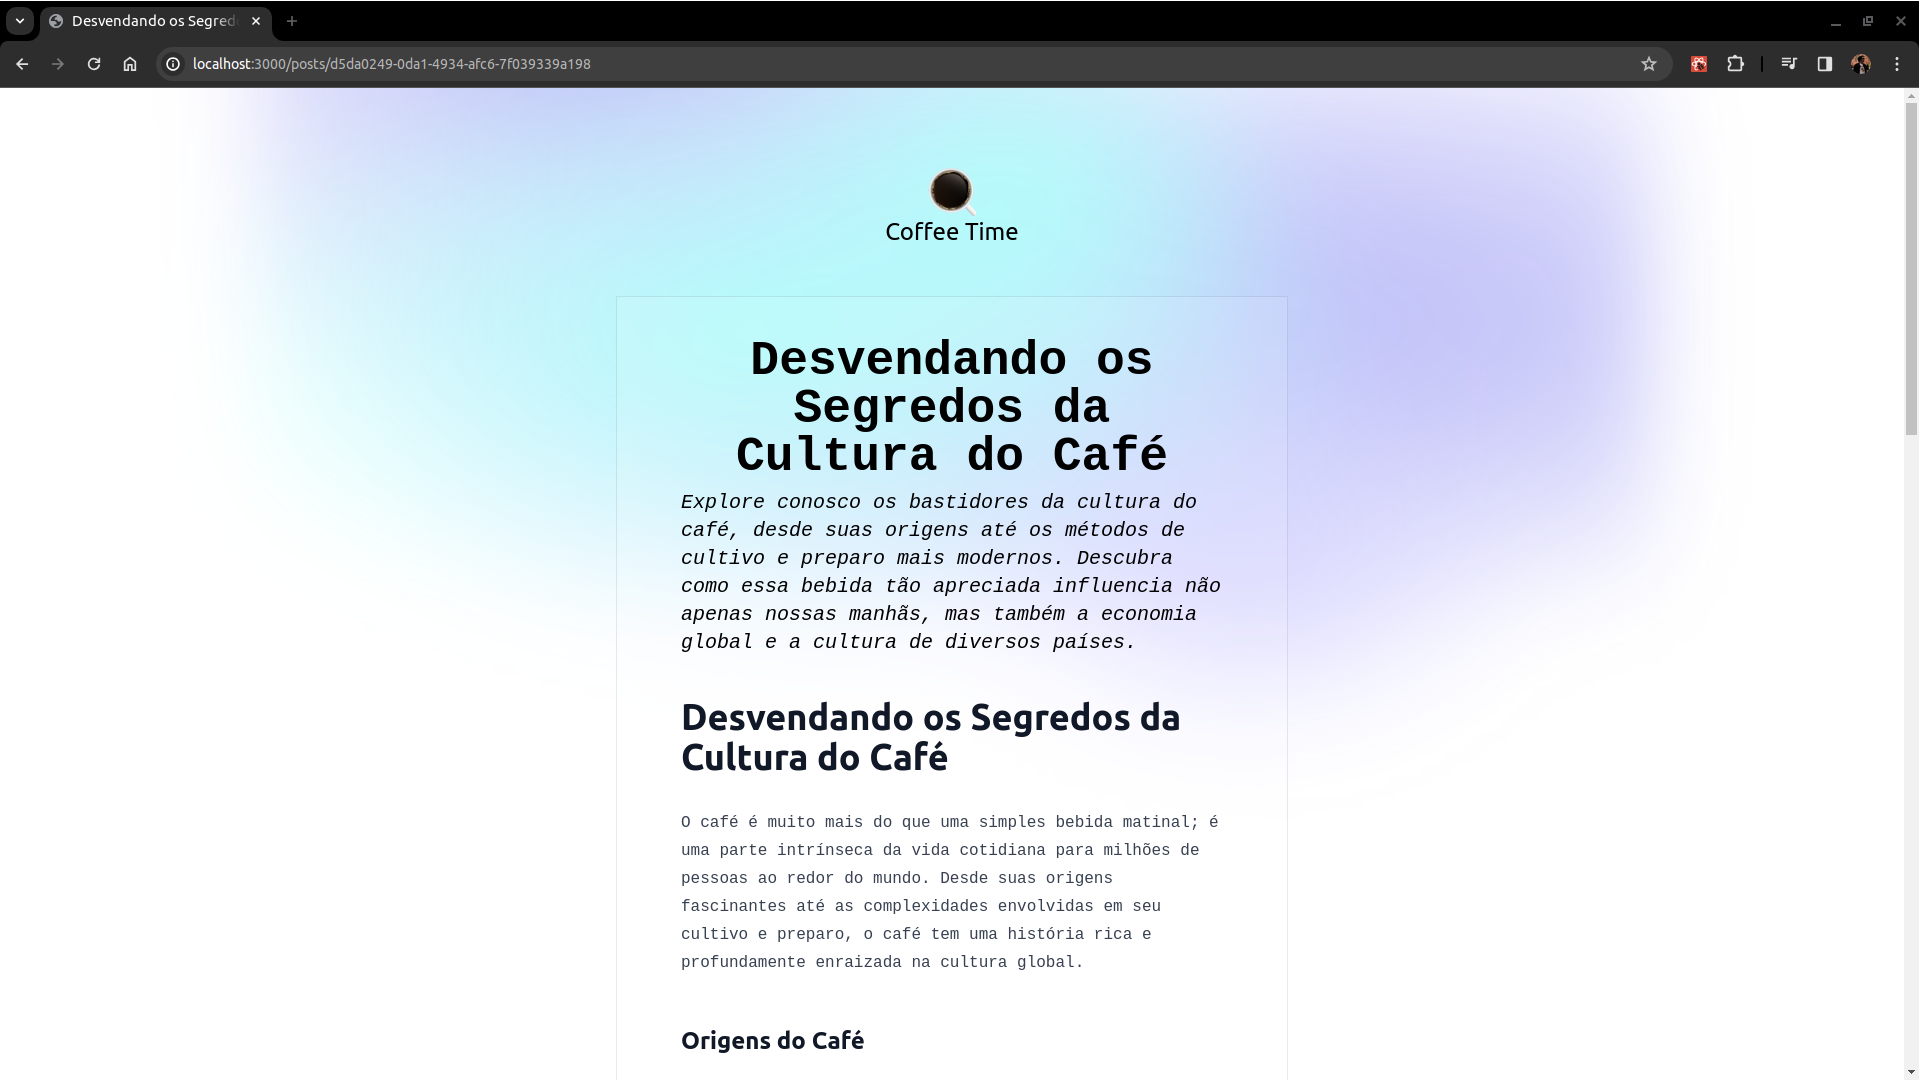 Desvendando os Segred
localhost:3000/posts/d5da0249-0da1-4934-afc6-7f039339a198
Coffee Time
Desvendando os
Segredos da
Cultura do Café
Explore conosco os bastidores da cultura do
café, desde suas origens até os métodos de
cultivo e preparo mais modernos. Descubra
como essa bebida tão apreciada influencia não
apenas nossas manhãs, mas também a economia
global e a cultura de diversos países.
Desvendando os Segredos da
Cultura do Café
O café é muito mais do que uma simples bebida matinal; é
uma parte intrínseca da vida cotidiana para milhões de
pessoas ao redor do mundo. Desde suas origens
fascinantes até as complexidades envolvidas em seu
cultivo e preparo, o café tem uma história rica e
profundamente enraizada na cultura global.
Origens do Café